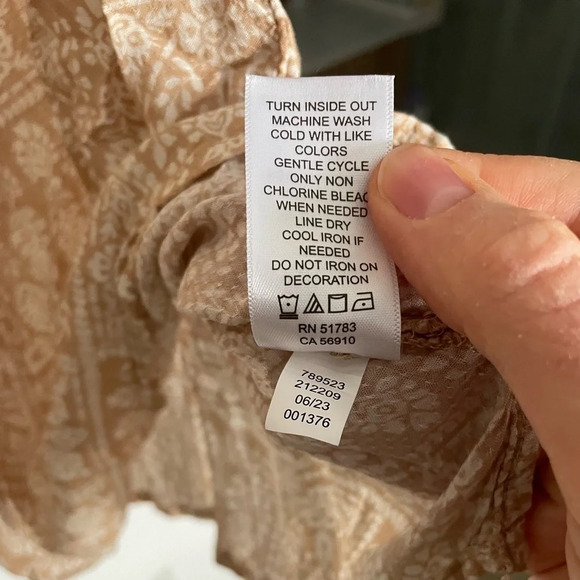 TURN INSIDE OUT
MACHINE WASH
COLD WITH LIKE
COLORS
GENTLE CYCLE
ONLY NON
CHLORINE BLEAC
WHEN NEEDED
LINE DRY
COOL IRON IF
NEEDED
DO NOT IRON ON
DECORATION
RN 51783
CA 56910
789523
212209
06/23
001376